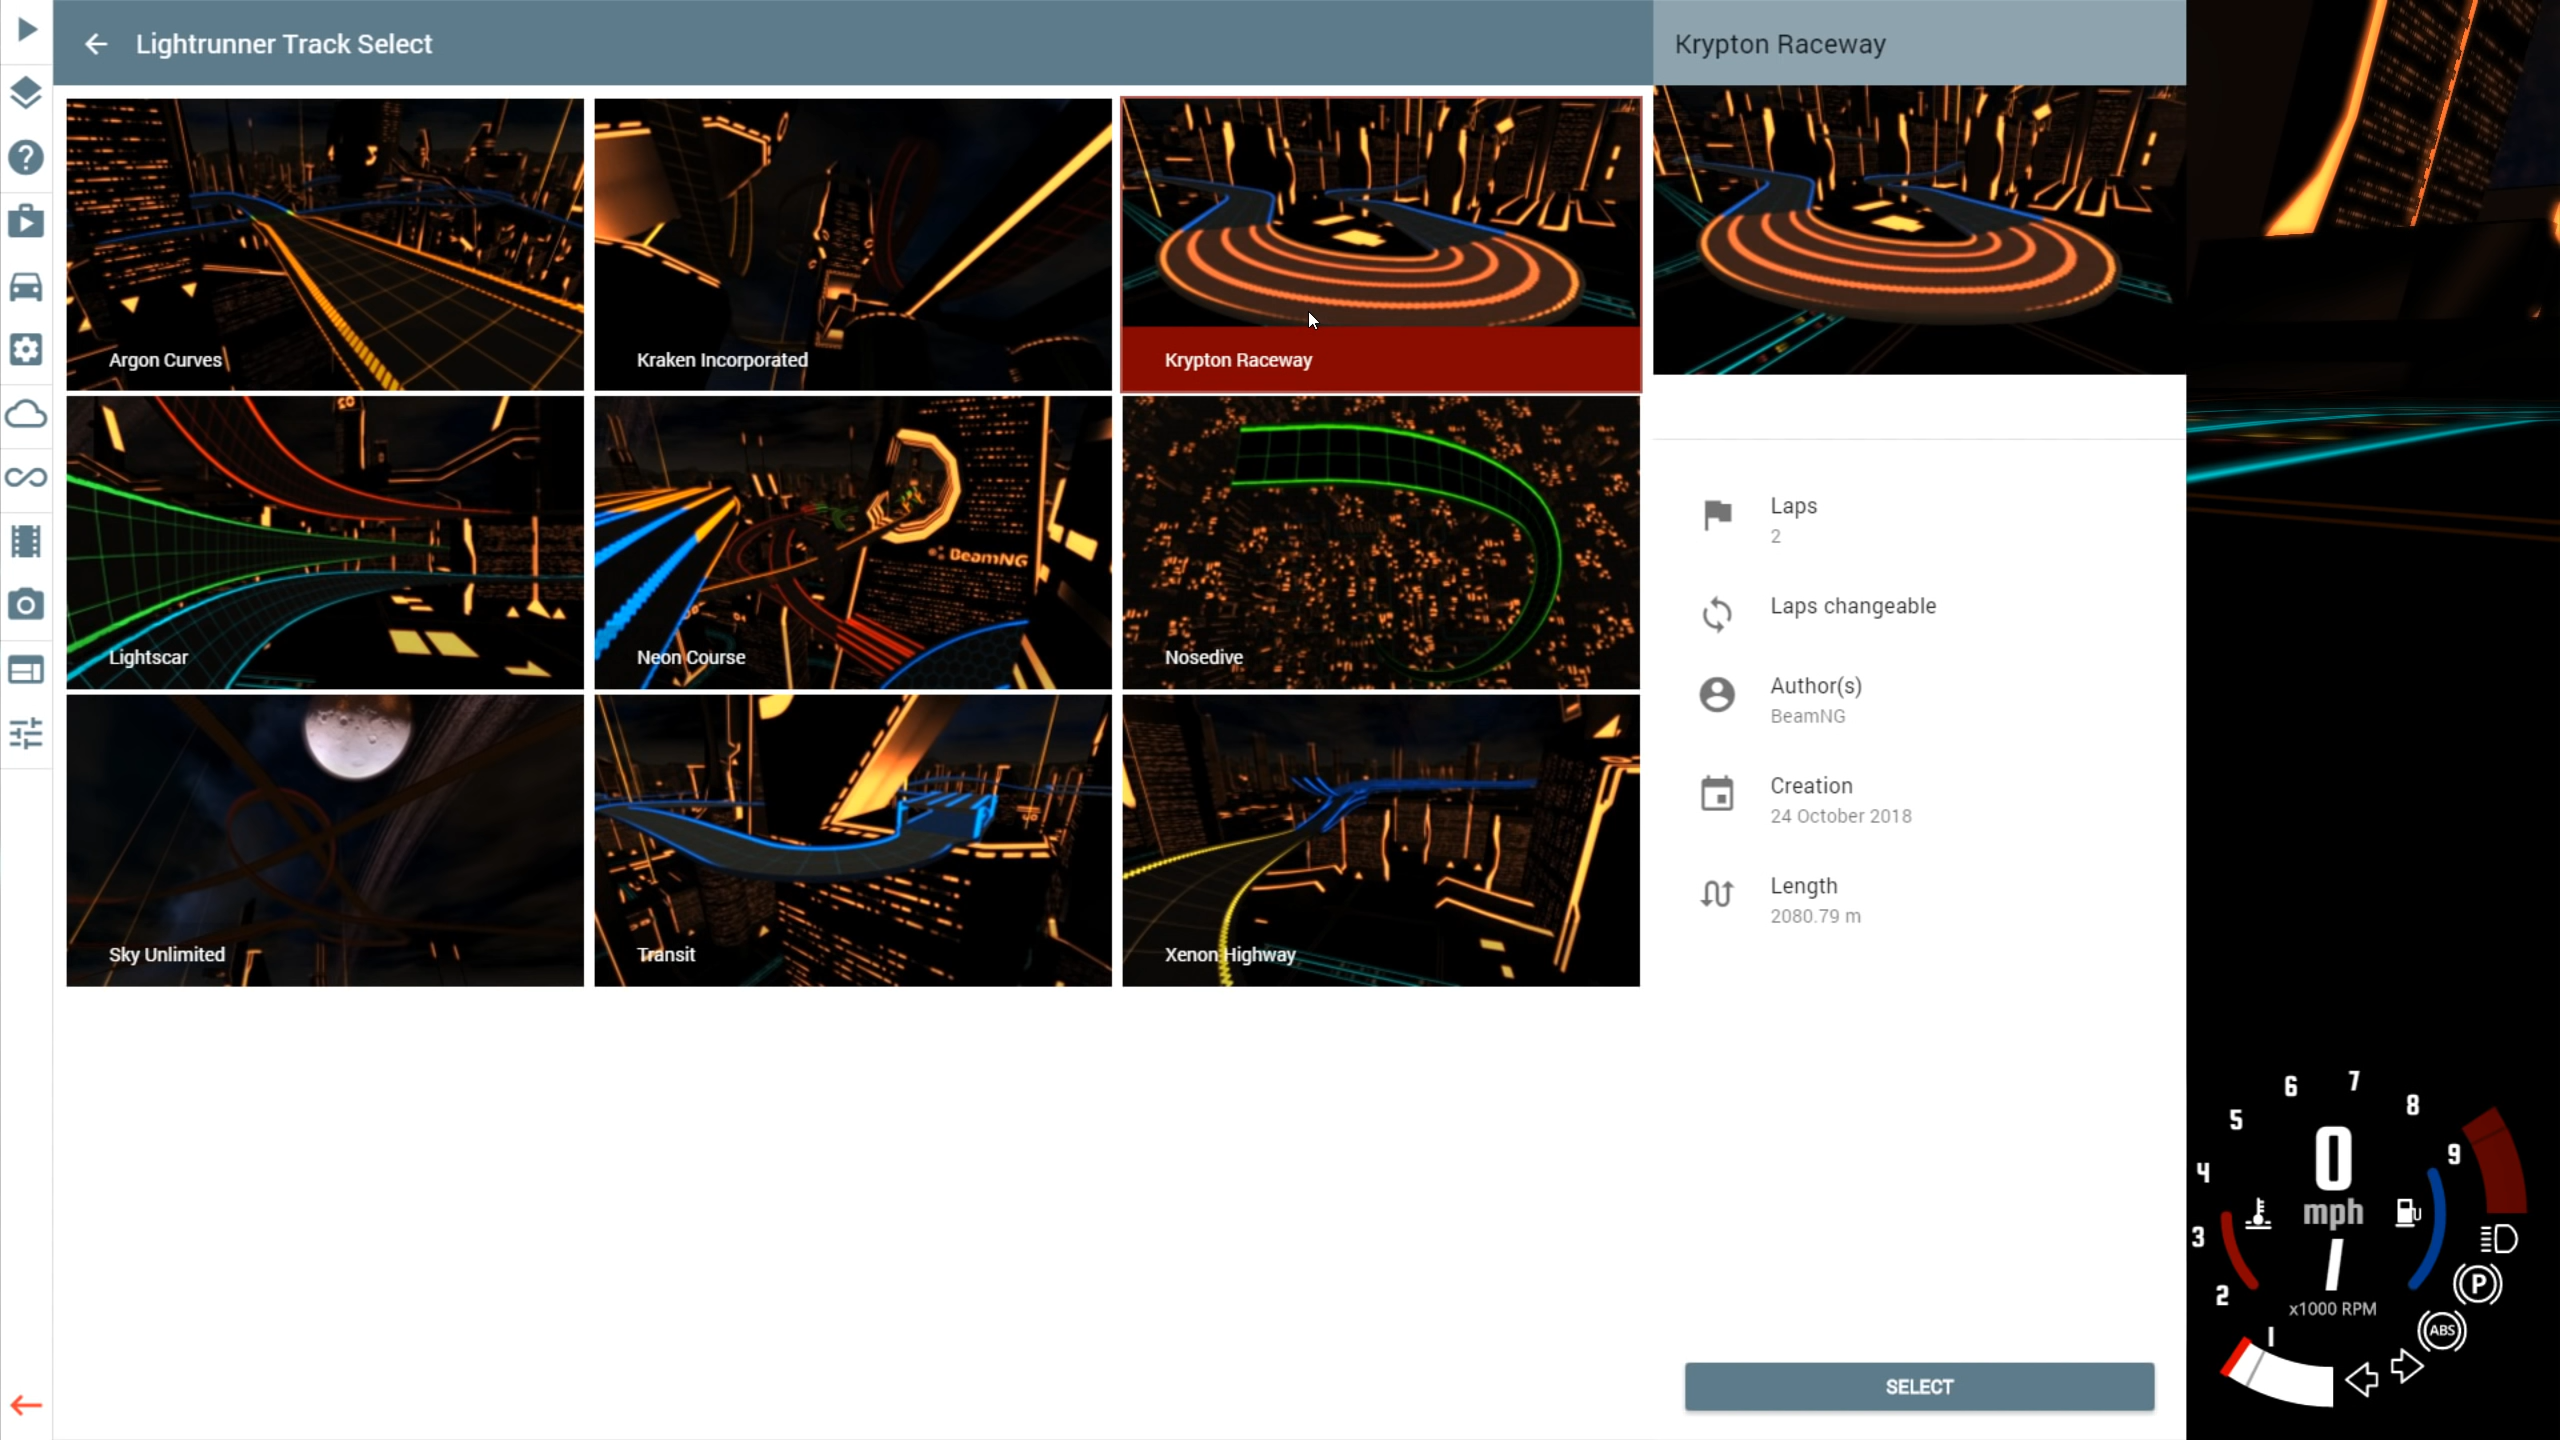 Lightrunner Track Select
Krypton Raceway
Argon Curves
Kraken Incorporated
Krypton Raceway
Lightscar
BeamNG
Neon Course
Nosedive
Sky Unlimited
Transit
Xenon Highway
Laps
2
Laps changeable
Author(s)
BeamNG
Creation
24 October 2018
Length
2080.79 m
SELECT
1
2
3
4
5
6
7
8
9
0
mph
1
x1000 RPM
P
ABS